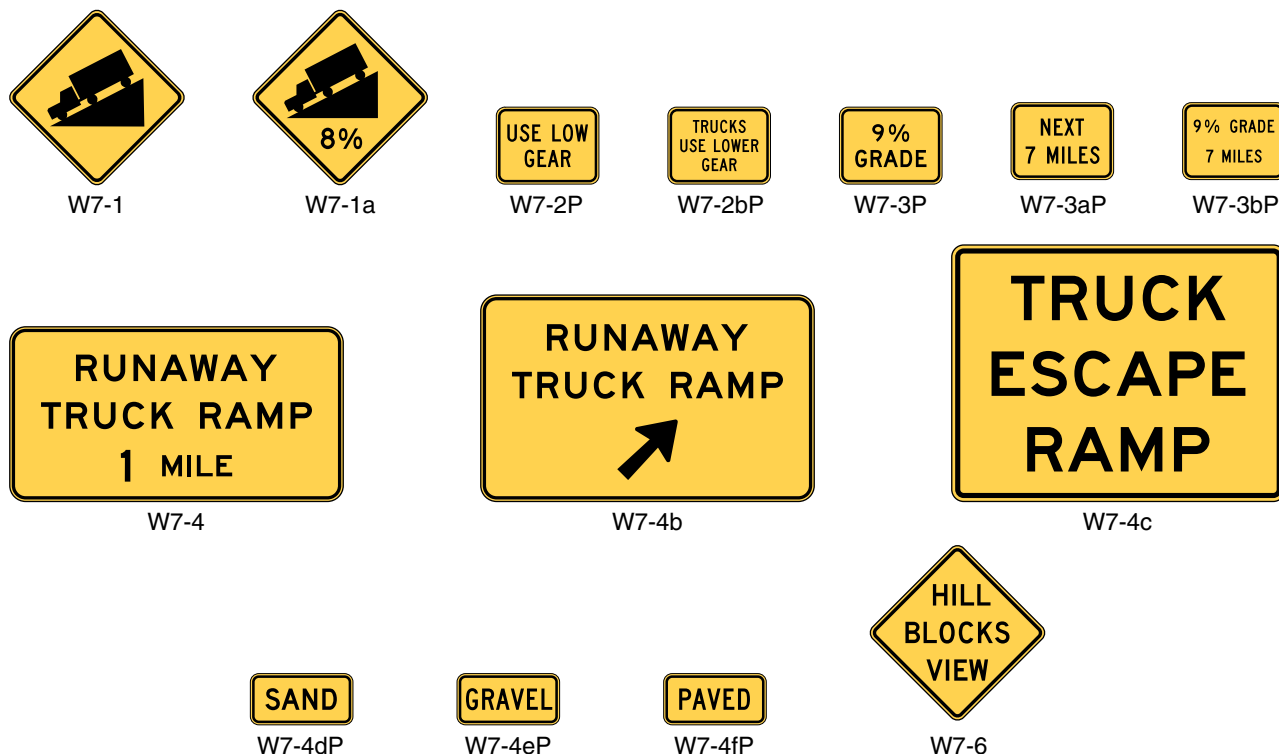 8%
USE LOW
GEAR
TRUCKS
USE LOWER
GEAR
9%
GRADE
NEXT
7 MILES
9% GRADE
7 MILES
W7-1
W7-1a
W7-2P
W7-2bP
W7-3P
W7-3aP
W7-3bP
RUNAWAY
TRUCK RAMP
1 MILE
RUNAWAY
TRUCK RAMP
TRUCK
ESCAPE
RAMP
W7-4
W7-4b
W7-4c
SAND
GRAVEL
PAVED
HILL
BLOCKS
VIEW
W7-4dP
W7-4eP
W7-4fP
W7-6